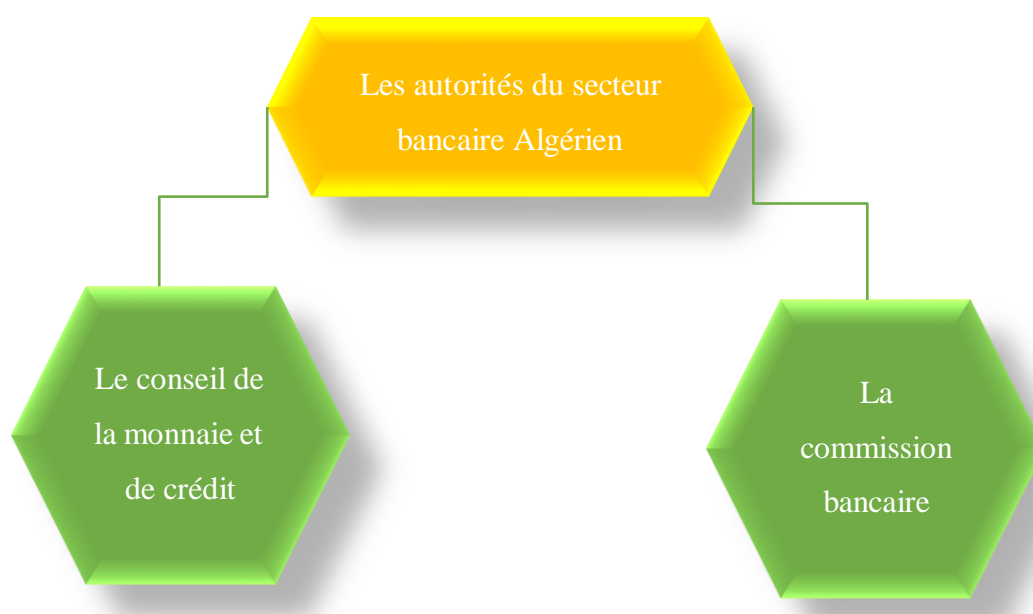 Les autorités du secteur
bancaire Algérien
Le conseil de
la monnaie et
de crédit
La
commission
bancaire